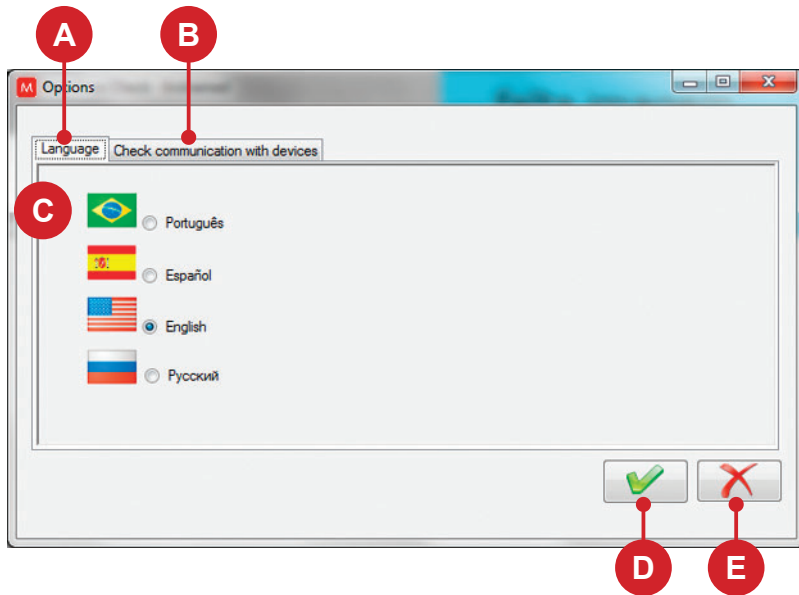 A
B
M Options
Language
Check communication with devices
C
Português
Español
English
Русский
D
E